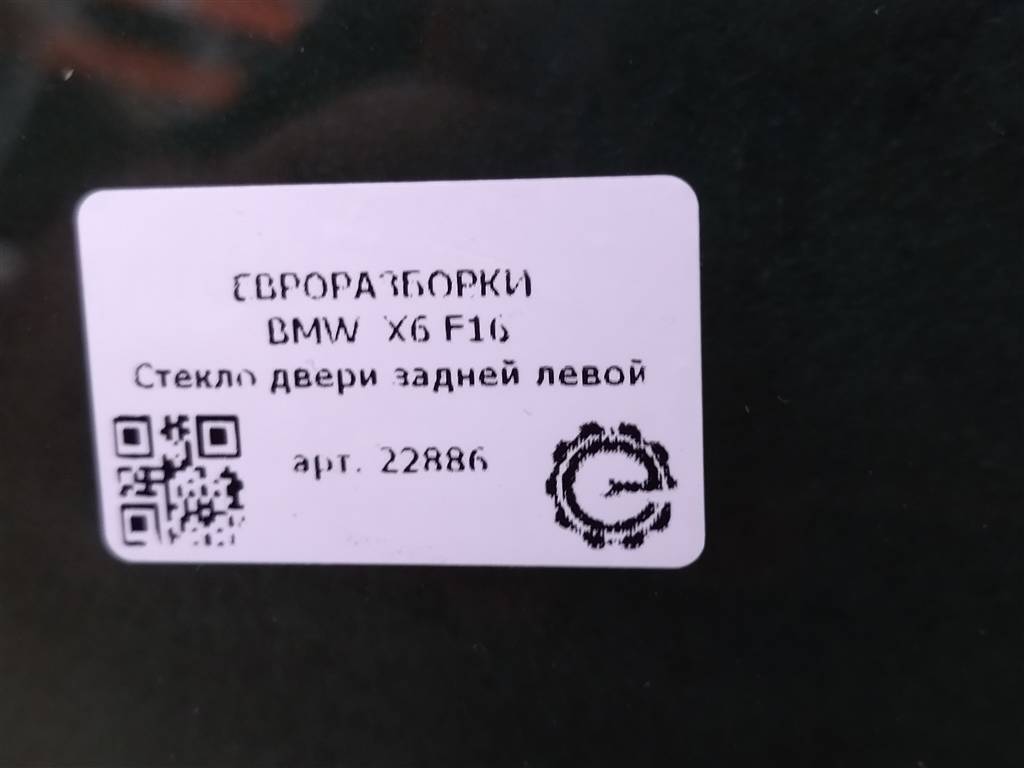 ЕВРОРАЗБОРКИ
BMW X6 F16
Стекло двери задней левой
арт. 22886